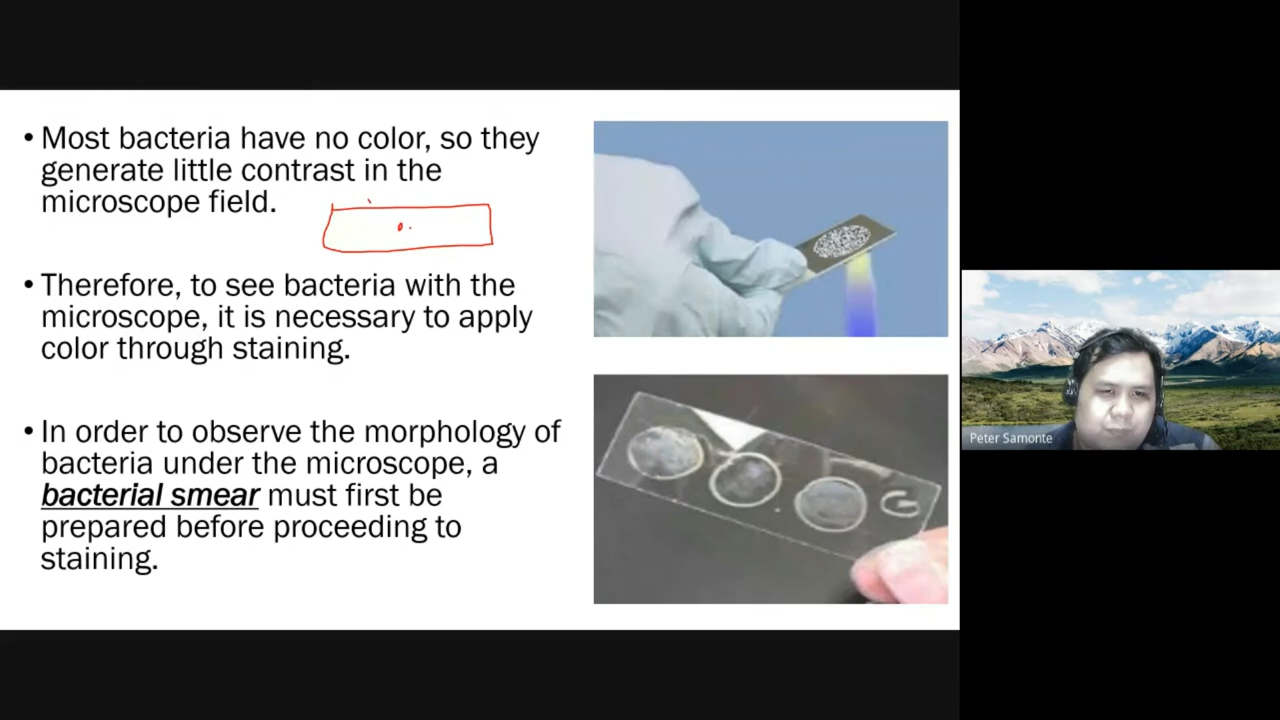 • Most bacteria have no color, so they
generate little contrast in the
microscope field.
• Therefore, to see bacteria with the
microscope, it is necessary to apply
color through staining.
• In order to observe the morphology of
bacteria under the microscope, a
bacterial smear must first be
prepared before proceeding to
staining.
G
Peter Samonte